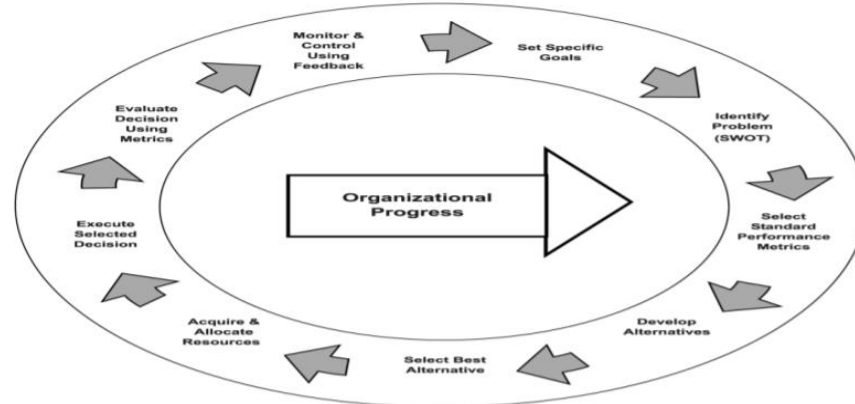 Monitor &
Control
Using
Feedback
Set Specific
Goals
Identify
Problem
(SWOT)
Select
Standard
Performance
Metrics
Develop
Alternatives
Select Best
Alternative
Acquire &
Allocate
Resources
Execute
Selected
Decision
Evaluate
Decision
Using
Metrics
Organizational
Progress